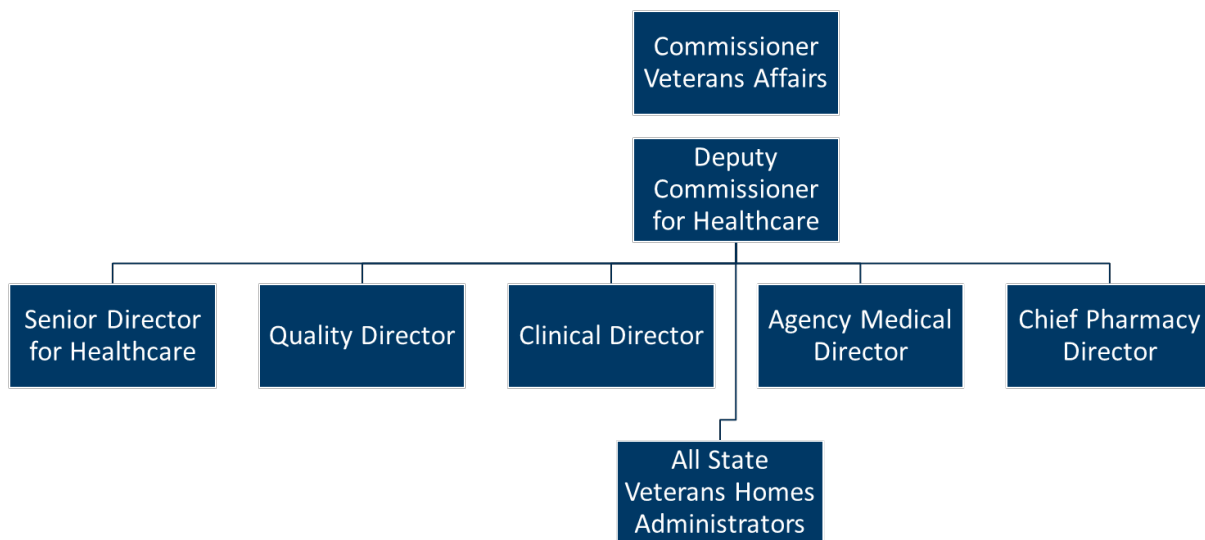 Commissioner
Veterans Affairs
Deputy
Commissioner
for Healthcare
Senior Director
for Healthcare
Quality Director
Clinical Director
Agency Medical
Director
Chief Pharmacy
Director
All State
Veterans Homes
Administrators